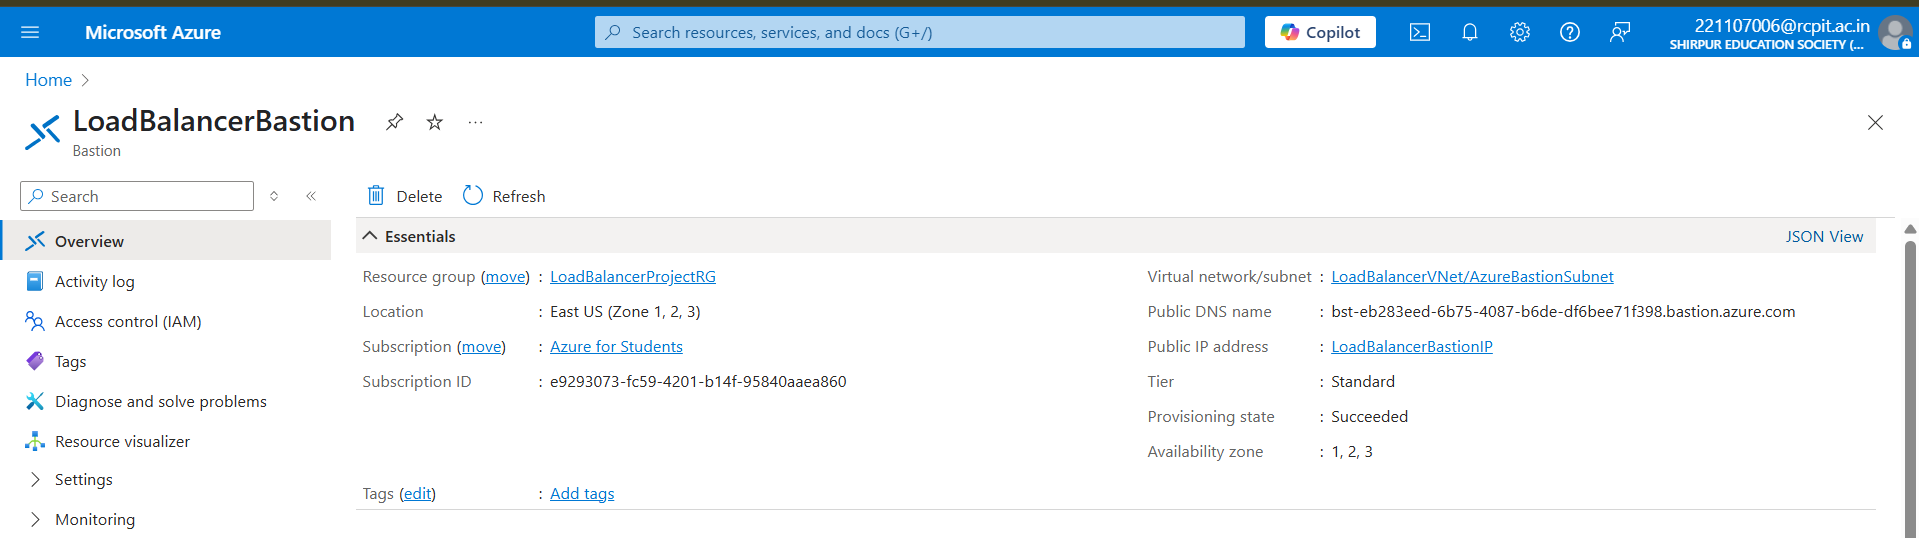 Microsoft Azure
Search resources, services, and docs (G+/)
Copilot
221107006@rcpit.ac.in
SHIRPUR EDUCATION SOCIETY (...
Home
LoadBalancerBastion
...
Bastion
Search
Delete
Refresh
Overview
Activity log
Access control (IAM)
Tags
Diagnose and solve problems
Resource visualizer
Settings
Monitoring
Essentials
JSON View
Resource group (move) : LoadBalancerProjectRG
Location : East US (Zone 1, 2, 3)
Subscription (move) : Azure for Students
Subscription ID : e9293073-fc59-4201-b14f-95840aaea860
Virtual network/subnet : LoadBalancerVNet/AzureBastionSubnet
Public DNS name : bst-eb283eed-6b75-4087-b6de-df6bee71f398.bastion.azure.com
Public IP address : LoadBalancerBastionIP
Tier : Standard
Provisioning state : Succeeded
Availability zone : 1, 2, 3
Tags (edit) : Add tags